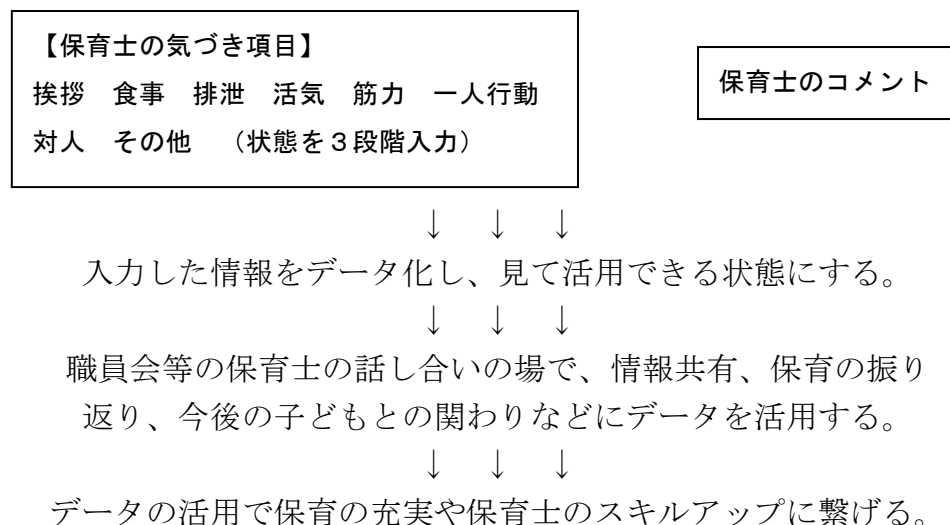 【保育士の気づき項目】
挨拶　食事　排泄　活気　筋力　一人行動
対人　その他　（状態を３段階入力）
保育士のコメント
↓　↓　↓
入力した情報をデータ化し、見て活用できる状態にする。
↓　↓　↓
職員会等の保育士の話し合いの場で、情報共有、保育の振り
返り、今後の子どもとの関わりなどにデータを活用する。
↓　↓　↓
データの活用で保育の充実や保育士のスキルアップに繋げる。